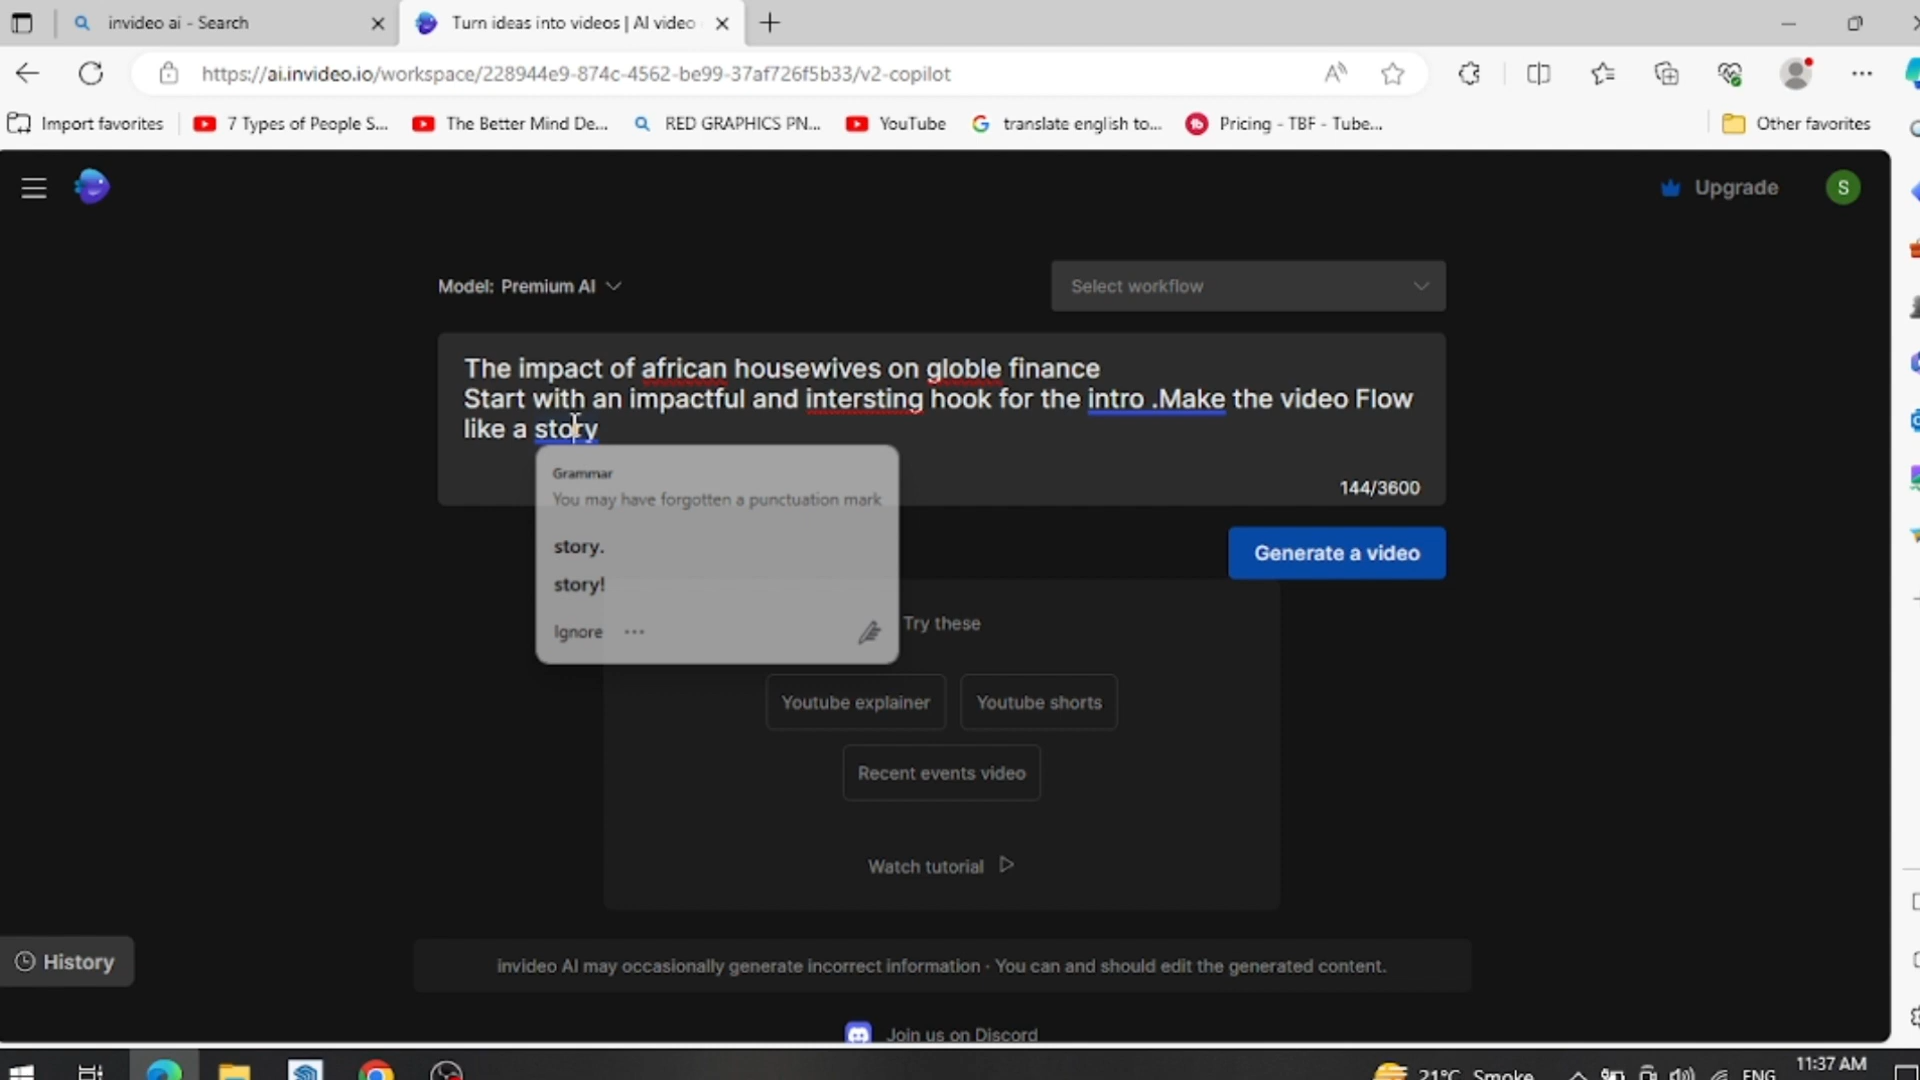 invideo ai - Search
Turn ideas into videos | AI video
https://ai.invideo.io/workspace/228944e9-874c-4562-be99-37af726f5b33/v2-copilot
Import favorites
7 Types of People S...
The Better Mind De...
RED GRAPHICS PN...
YouTube
translate english to...
Pricing - TBF - Tube...
Other favorites
Upgrade
S
Model: Premium AI
Select workflow
The impact of african housewives on globle finance
Start with an impactful and intersting hook for the intro .Make the video Flow
like a story
144/3600
Grammar
You may have forgotten a punctuation mark
story.
story!
Ignore ...
Generate a video
Try these
Youtube explainer
Youtube shorts
Recent events video
Watch tutorial
History
invideo AI may occasionally generate incorrect information · You can and should edit the generated content.
Join us on Discord
21°C Smoke
ENG
11:37 AM